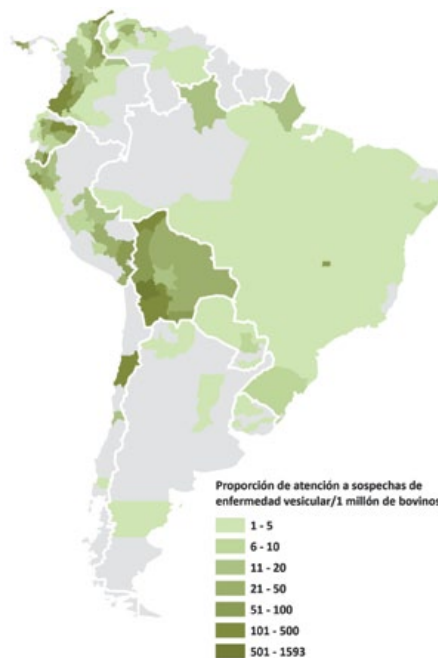 Proporción de atención a sospechas de
enfermedad vesicular/1 millón de bovinos
1 - 5
6 - 10
11 - 20
21 - 50
51 - 100
101 - 500
501 - 1593